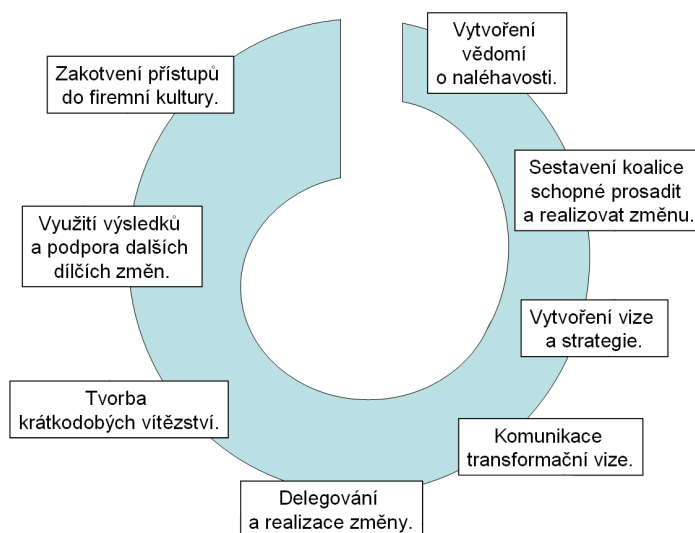 Vytvoření
vědomí
o naléhavosti.
Sestavení koalice
schopné prosadit
a realizovat změnu.
Vytvoření vize
a strategie.
Komunikace
transformační vize.
Delegování
a realizace změny.
Tvorba
krátkodobých vítězství.
Využití výsledků
a podpora dalších
dílčích změn.
Zakotvení přístupů
do firemní kultury.